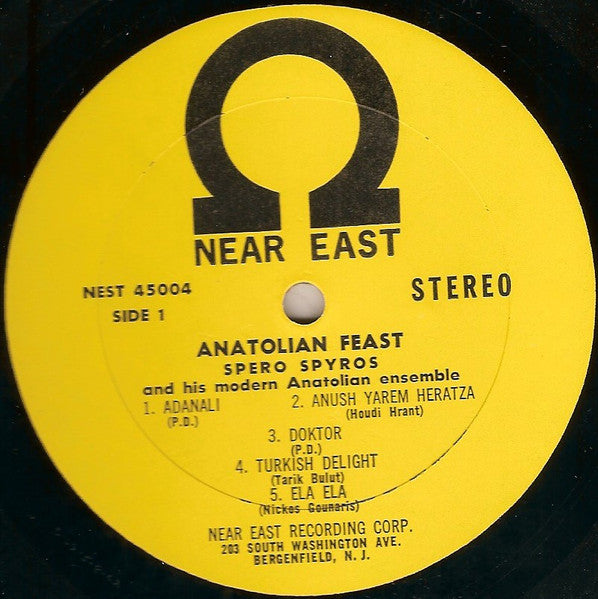 NEAR EAST
NEST 45004
SIDE 1
STEREO
ANATOLIAN FEAST
SPERO SPYROS
and his modern Anatolian ensemble
1. ADANALI
(P.D.)
2. ANUSH YAREM HERATZA
(Houdi Hrant)
3. DOKTOR
(P.D.)
4. TURKISH DELIGHT
(Tarik Bulut)
5. ELA ELA
(Nickos Gounaris)
NEAR EAST RECORDING CORP.
203 SOUTH WASHINGTON AVE.
BERGENFIELD, N. J.